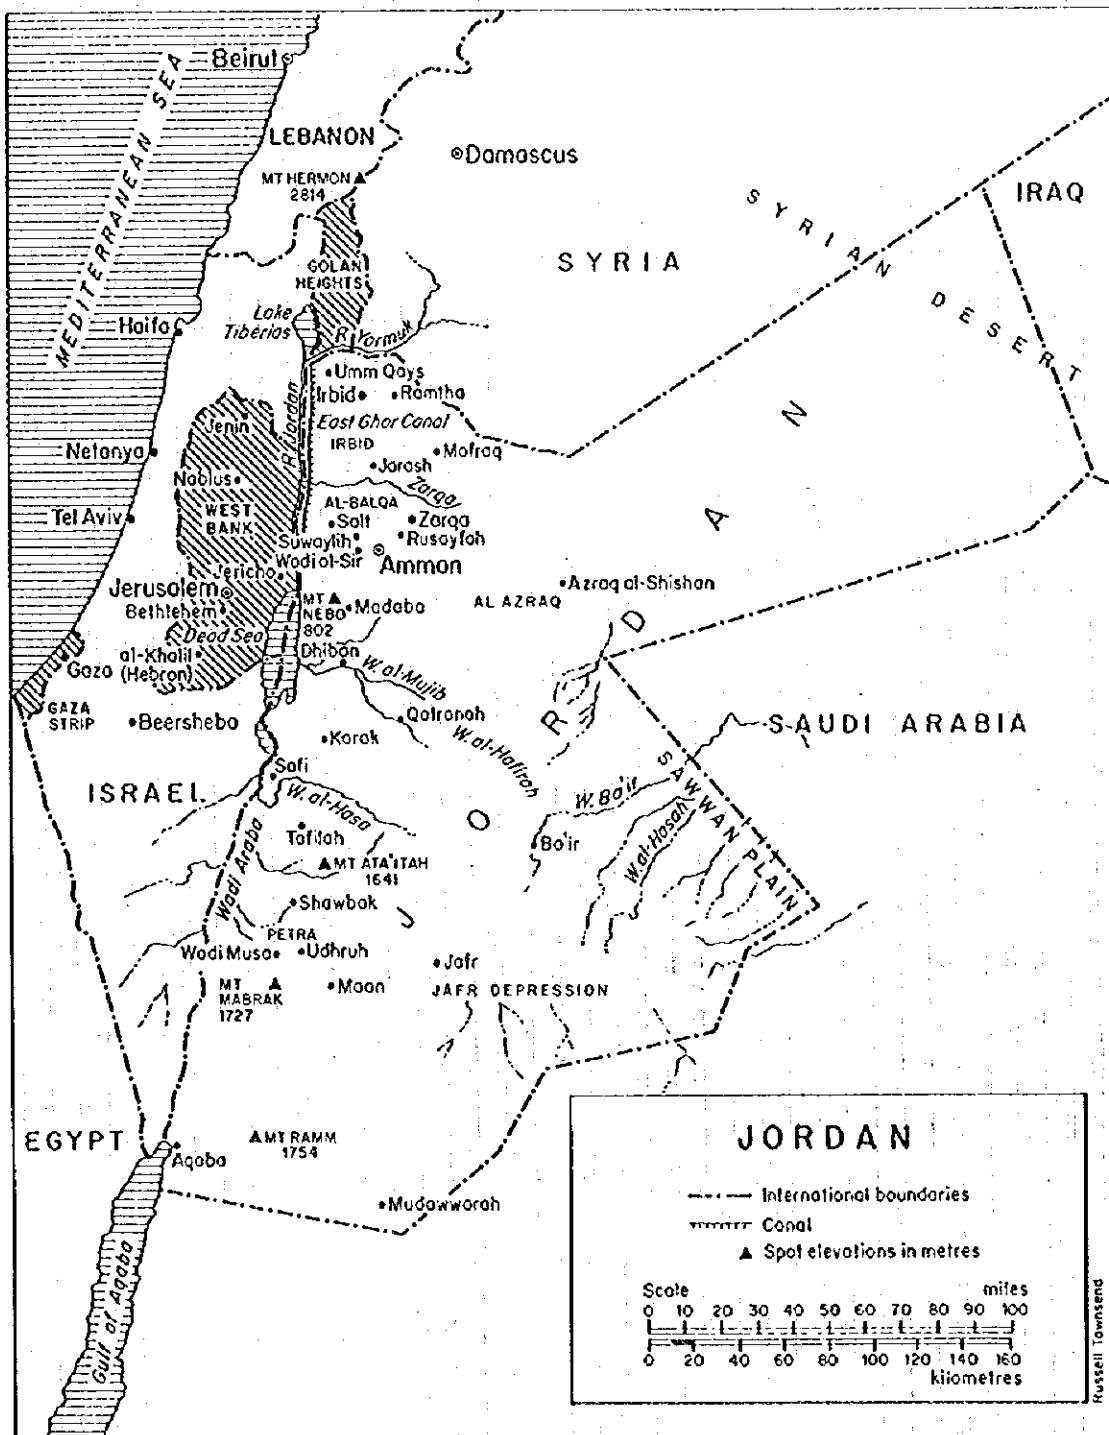 Beirut
MEDITERRANEAN SEA
LEBANON
Damascus
MT HERMON
2814
IRAQ
SYRIAN DESERT
SYRIA
GOLAN
HEIGHTS
Lake
Tiberias
Haifa
R. Yarmuk
Umm Qays
Irbid
Ramtha
R. Jordan
East Ghor Canal
IRBID
Jenin
Netanya
Mafraq
Jarash
Nablus
Zarqa
WEST
BANK
AL-BALQA
Tel Aviv
Salt
Zarqa
Suwaylih
Rusayfah
Wadi al-Sir
Amman
Jericho
Jerusalem
Bethlehem
MT
NEBO
802
Madaba
AL AZRAQ
Azraq al-Shishan
Dead Sea
Dhiban
al-Khalil
(Hebron)
Gaza
W. al-Mujib
GAZA
STRIP
Beersheba
Qatranah
JORDAN
SAUDI ARABIA
Karak
W. al-Hafirah
SAWWAN PLAIN
ISRAEL
Safi
W. al-Hasa
W. Ba'ir
Tafilah
Ba'ir
W. al-Hasah
MT ATA'ITAH
1641
Wadi Araba
Shawbak
PETRA
Wadi Musa
Udhruh
Jafr
MT
MABRAK
1727
Maan
JAFR DEPRESSION
EGYPT
MT RAMM
1754
Aqaba
Mudawwarah
Gulf of Aqaba
JORDAN
International boundaries
Canal
Spot elevations in metres
Scale miles
0 10 20 30 40 50 60 70 80 90 100
0 20 40 60 80 100 120 140 160
kilometres
Russell Townsend